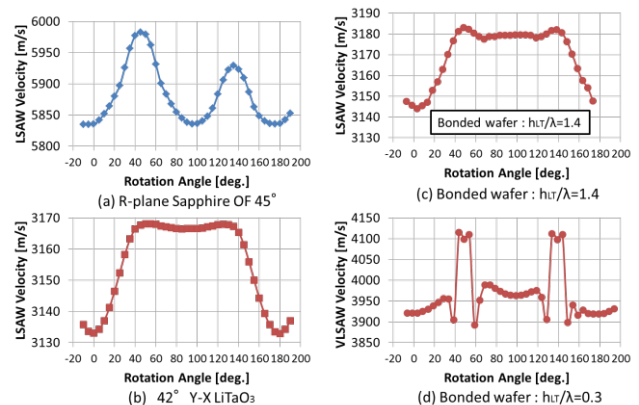 6000
5950
5900
5850
5800
LSAW Velocity [m/s]
-20 0 20 40 60 80 100 120 140 160 180 200
Rotation Angle [deg.]
(a) R-plane Sapphire OF 45°
3170
3160
3150
3140
3130
LSAW Velocity [m/s]
-20 0 20 40 60 80 100 120 140 160 180 200
Rotation Angle [deg.]
(b) 42° Y-X LiTaO₃
3190
3180
3170
3160
3150
3140
3130
LSAW Velocity [m/s]
Bonded wafer : hLT/λ=1.4
-20 0 20 40 60 80 100 120 140 160 180 200
Rotation Angle [deg.]
(c) Bonded wafer : hLT/λ=1.4
4150
4100
4050
4000
3950
3900
3850
VLSAW Velocity [m/s]
-20 0 20 40 60 80 100 120 140 160 180 200
Rotation Angle [deg.]
(d) Bonded wafer : hLT/λ=0.3